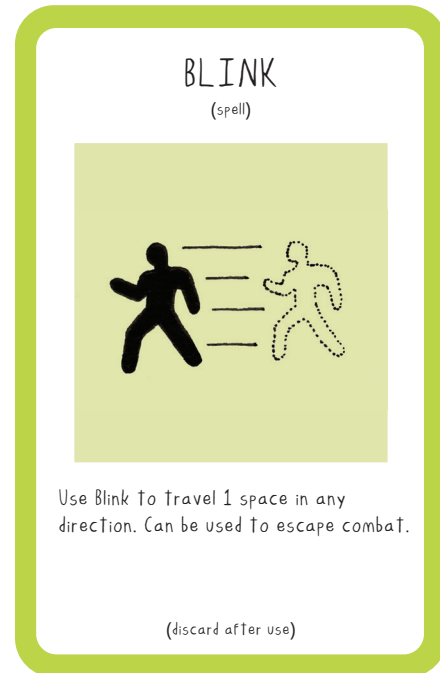 BLINK
(spell)
Use Blink to travel 1 space in any
direction. Can be used to escape combat.
(discard after use)